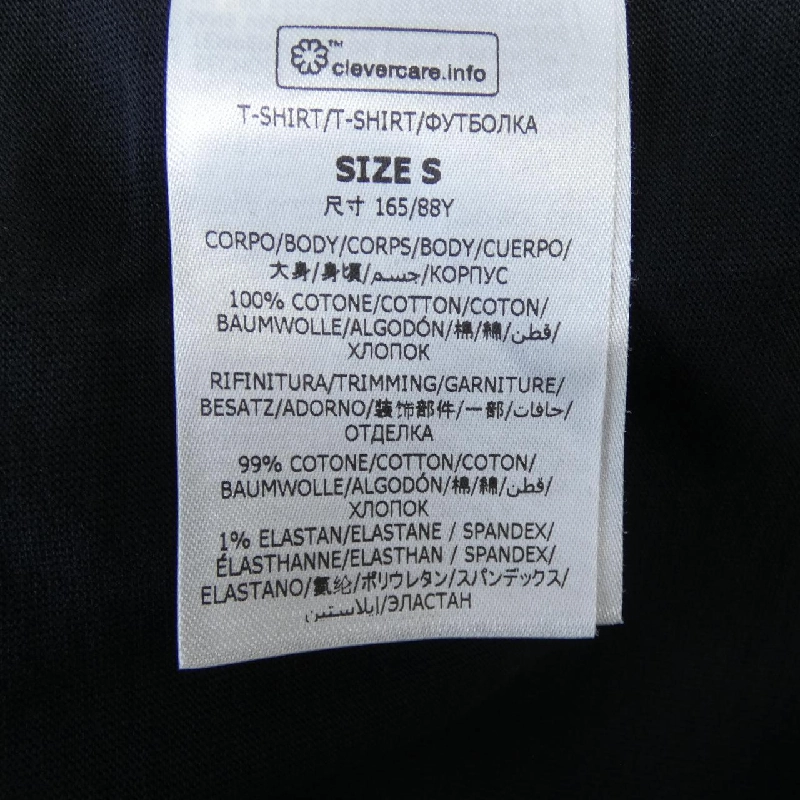 ™ clevercare.info
T-SHIRT/T-SHIRT/ФУТБОЛКА
SIZE S
尺寸 165/88Y
CORPO/BODY/CORPS/BODY/CUERPO/
大身/身頃/جسم/КОРПУС
100% COTONE/COTTON/COTON/
BAUMWOLLE/ALGODÓN/棉/綿/قطن/
ХЛОПОК
RIFINITURA/TRIMMING/GARNITURE/
BESATZ/ADORNO/装饰部件/一部/حافات/
ОТДЕЛКА
99% COTONE/COTTON/COTON/
BAUMWOLLE/ALGODÓN/棉/綿/قطن/
ХЛОПОК
1% ELASTAN/ELASTANE / SPANDEX/
ÉLASTHANNE/ELASTHAN / SPANDEX/
ELASTANO/氨纶/ポリウレタン/スパンデックス/
إيلاستين/ЭЛАСТАН